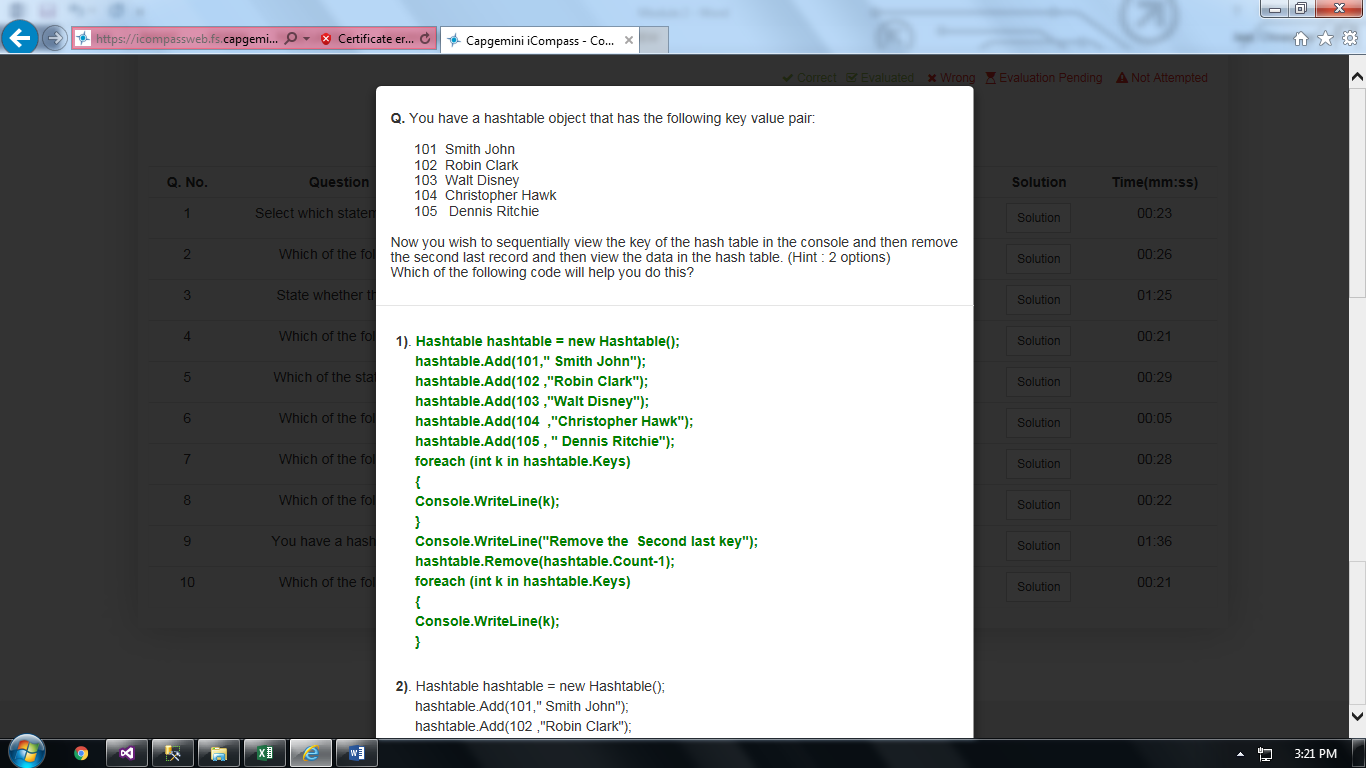 https://icompassweb.fs.capgemi...
Certificate er...
Capgemini iCompass - Co...
Correct Evaluated Wrong Evaluation Pending Not Attempted
Q. No. Question Solution Time(mm:ss)
1 Select which statem Solution 00:23
2 Which of the fol Solution 00:26
3 State whether th Solution 01:25
4 Which of the fol Solution 00:21
5 Which of the stat Solution 00:29
6 Which of the fol Solution 00:05
7 Which of the fol Solution 00:28
8 Which of the fol Solution 00:22
9 You have a hash Solution 01:36
10 Which of the fol Solution 00:21
Q. You have a hashtable object that has the following key value pair:
101 Smith John
102 Robin Clark
103 Walt Disney
104 Christopher Hawk
105 Dennis Ritchie
Now you wish to sequentially view the key of the hash table in the console and then remove
the second last record and then view the data in the hash table. (Hint : 2 options)
Which of the following code will help you do this?
1). Hashtable hashtable = new Hashtable();
hashtable.Add(101," Smith John");
hashtable.Add(102 ,"Robin Clark");
hashtable.Add(103 ,"Walt Disney");
hashtable.Add(104 ,"Christopher Hawk");
hashtable.Add(105 , " Dennis Ritchie");
foreach (int k in hashtable.Keys)
{
Console.WriteLine(k);
}
Console.WriteLine("Remove the Second last key");
hashtable.Remove(hashtable.Count-1);
foreach (int k in hashtable.Keys)
{
Console.WriteLine(k);
}
2). Hashtable hashtable = new Hashtable();
hashtable.Add(101," Smith John");
hashtable.Add(102 ,"Robin Clark");
3:21 PM